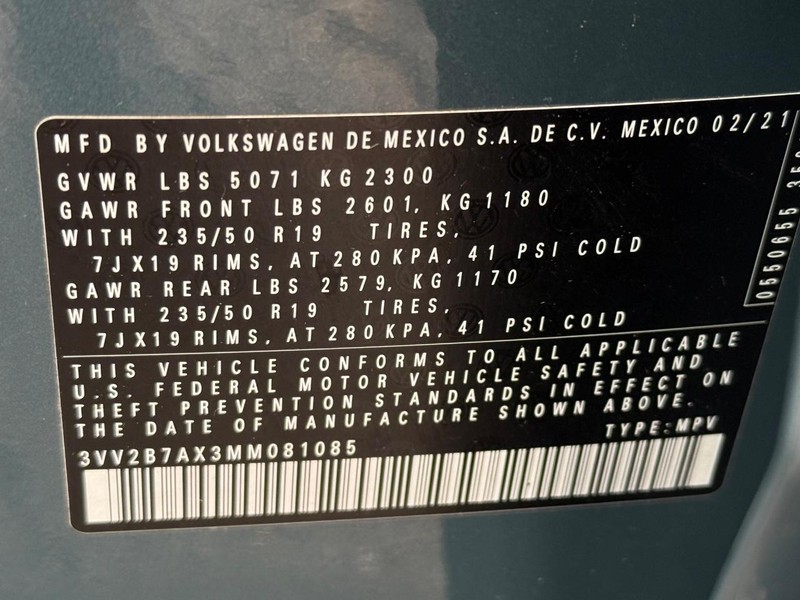 MFD BY VOLKSWAGEN DE MEXICO S.A. DE C.V. MEXICO 02/21
GVWR LBS 5071 KG 2300
GAWR FRONT LBS 2601, KG 1180
WITH 235/50 R19 TIRES,
7JX19 RIMS, AT 280 KPA, 41 PSI COLD
GAWR REAR LBS 2579, KG 1170
WITH 235/50 R19 TIRES,
7JX19 RIMS, AT 280 KPA, 41 PSI COLD
0550655
THIS VEHICLE CONFORMS TO ALL APPLICABLE
U.S. FEDERAL MOTOR VEHICLE SAFETY AND
THEFT PREVENTION STANDARDS IN EFFECT ON
THE DATE OF MANUFACTURE SHOWN ABOVE.
3VV2B7AX3MM081085 TYPE:MPV